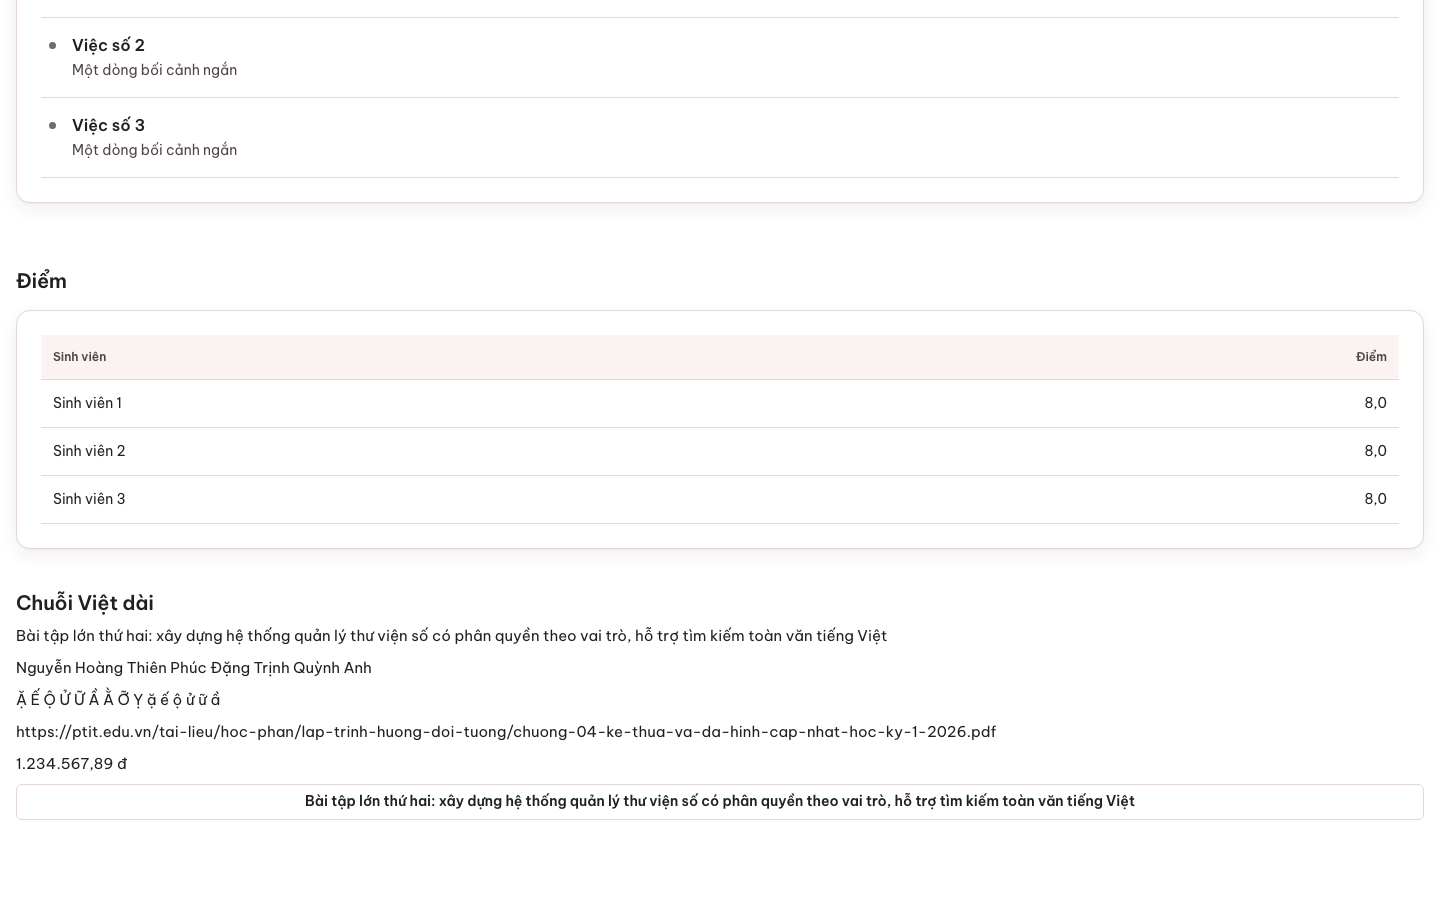 Việc số 2
Một dòng bối cảnh ngắn
Việc số 3
Một dòng bối cảnh ngắn
Điểm
Sinh viên Điểm
Sinh viên 1 8,0
Sinh viên 2 8,0
Sinh viên 3 8,0
Chuỗi Việt dài
Bài tập lớn thứ hai: xây dựng hệ thống quản lý thư viện số có phân quyền theo vai trò, hỗ trợ tìm kiếm toàn văn tiếng Việt
Nguyễn Hoàng Thiên Phúc Đặng Trịnh Quỳnh Anh
Ặ Ế Ộ Ử Ữ Ẩ Ằ Ỡ Ỵ ặ ế ộ ử ữ ẩ
https://ptit.edu.vn/tai-lieu/hoc-phan/lap-trinh-huong-doi-tuong/chuong-04-ke-thua-va-da-hinh-cap-nhat-hoc-ky-1-2026.pdf
1.234.567,89 đ
Bài tập lớn thứ hai: xây dựng hệ thống quản lý thư viện số có phân quyền theo vai trò, hỗ trợ tìm kiếm toàn văn tiếng Việt